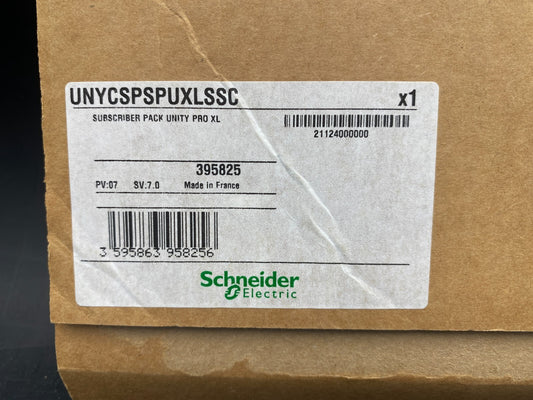 UNYCSPSPUXLSSC x1
SUBSCRIBER PACK UNITY PRO XL
21124000000
395825
PV:07 SV:7.0 Made in France
3 595863 958256
Schneider
Electric